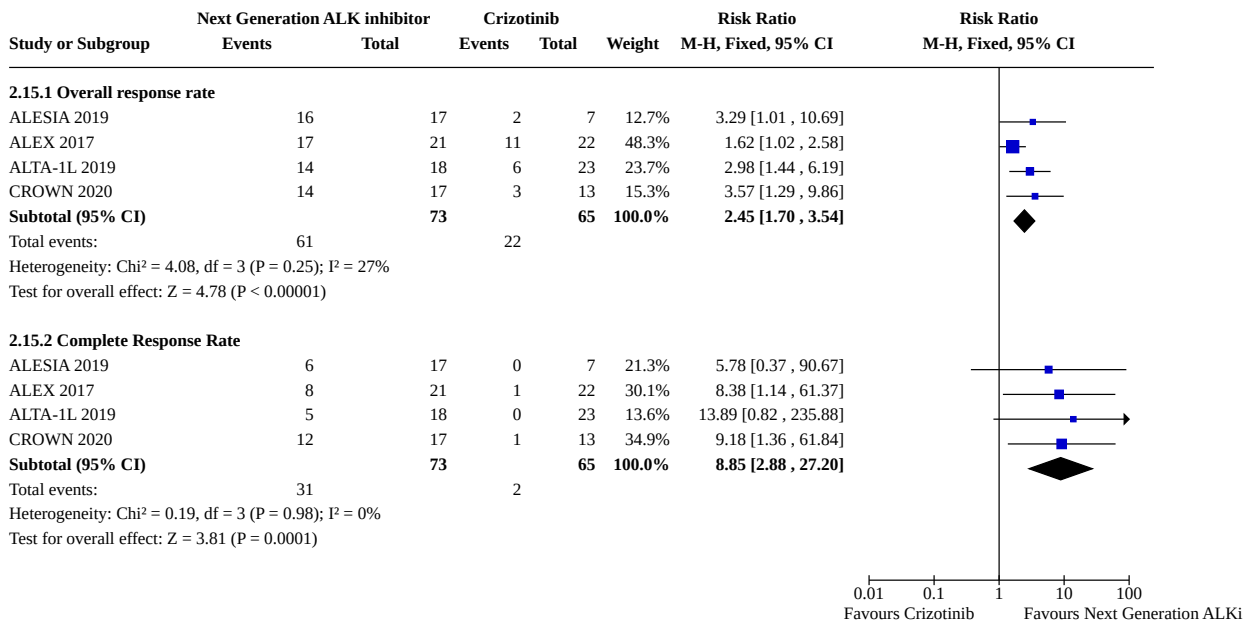 Next Generation ALK inhibitor Crizotinib Risk Ratio Risk Ratio
Study or Subgroup Events Total Events Total Weight M-H, Fixed, 95% CI M-H, Fixed, 95% CI
2.15.1 Overall response rate
ALESIA 2019 16 17 2 7 12.7% 3.29 [1.01 , 10.69]
ALEX 2017 17 21 11 22 48.3% 1.62 [1.02 , 2.58]
ALTA-1L 2019 14 18 6 23 23.7% 2.98 [1.44 , 6.19]
CROWN 2020 14 17 3 13 15.3% 3.57 [1.29 , 9.86]
Subtotal (95% CI) 73 65 100.0% 2.45 [1.70 , 3.54]
Total events: 61 22
Heterogeneity: Chi² = 4.08, df = 3 (P = 0.25); I² = 27%
Test for overall effect: Z = 4.78 (P < 0.00001)
2.15.2 Complete Response Rate
ALESIA 2019 6 17 0 7 21.3% 5.78 [0.37 , 90.67]
ALEX 2017 8 21 1 22 30.1% 8.38 [1.14 , 61.37]
ALTA-1L 2019 5 18 0 23 13.6% 13.89 [0.82 , 235.88]
CROWN 2020 12 17 1 13 34.9% 9.18 [1.36 , 61.84]
Subtotal (95% CI) 73 65 100.0% 8.85 [2.88 , 27.20]
Total events: 31 2
Heterogeneity: Chi² = 0.19, df = 3 (P = 0.98); I² = 0%
Test for overall effect: Z = 3.81 (P = 0.0001)
0.01 0.1 1 10 100
Favours Crizotinib Favours Next Generation ALKi